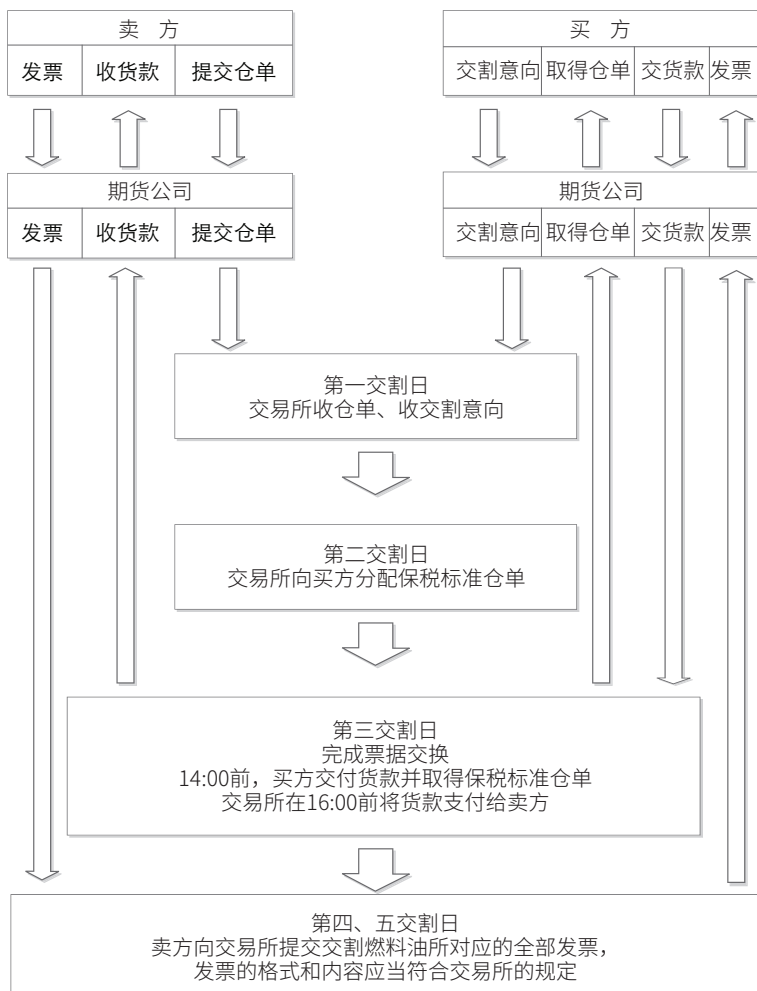 卖 方
发票 收货款 提交仓单
买 方
交割意向 取得仓单 交货款 发票
期货公司
发票 收货款 提交仓单
期货公司
交割意向 取得仓单 交货款 发票
第一交割日
交易所收仓单、收交割意向
第二交割日
交易所向买方分配保税标准仓单
第三交割日
完成票据交换
14:00前，买方交付货款并取得保税标准仓单
交易所在16:00前将货款支付给卖方
第四、五交割日
卖方向交易所提交交割燃料油所对应的全部发票，
发票的格式和内容应当符合交易所的规定